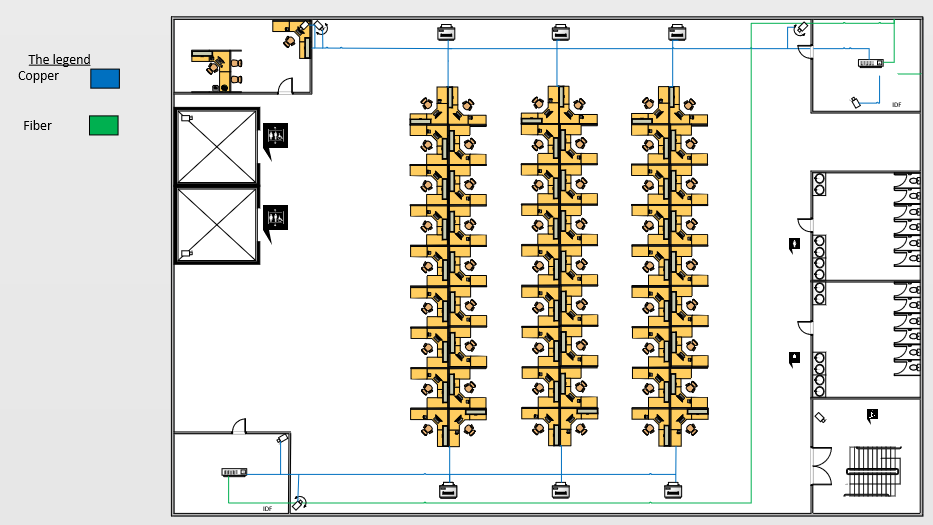 The legend
Copper
Fiber
IDF
IDF